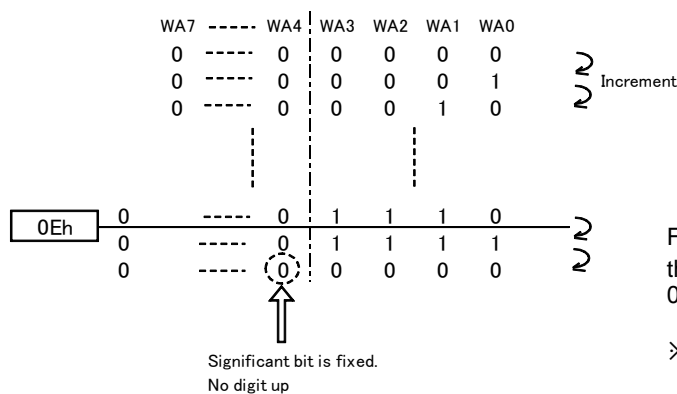 WA7 ----- WA4 WA3 WA2 WA1 WA0
0 ----- 0 0 0 0 0
0 ----- 0 0 0 0 1
Increment
0 ----- 0 0 0 1 0
0Eh
0 ----- 0 1 1 1 0
0 ----- 0 1 1 1 1
0 ----- 0 0 0 0 0
F
th
0
※
Significant bit is fixed.
No digit up